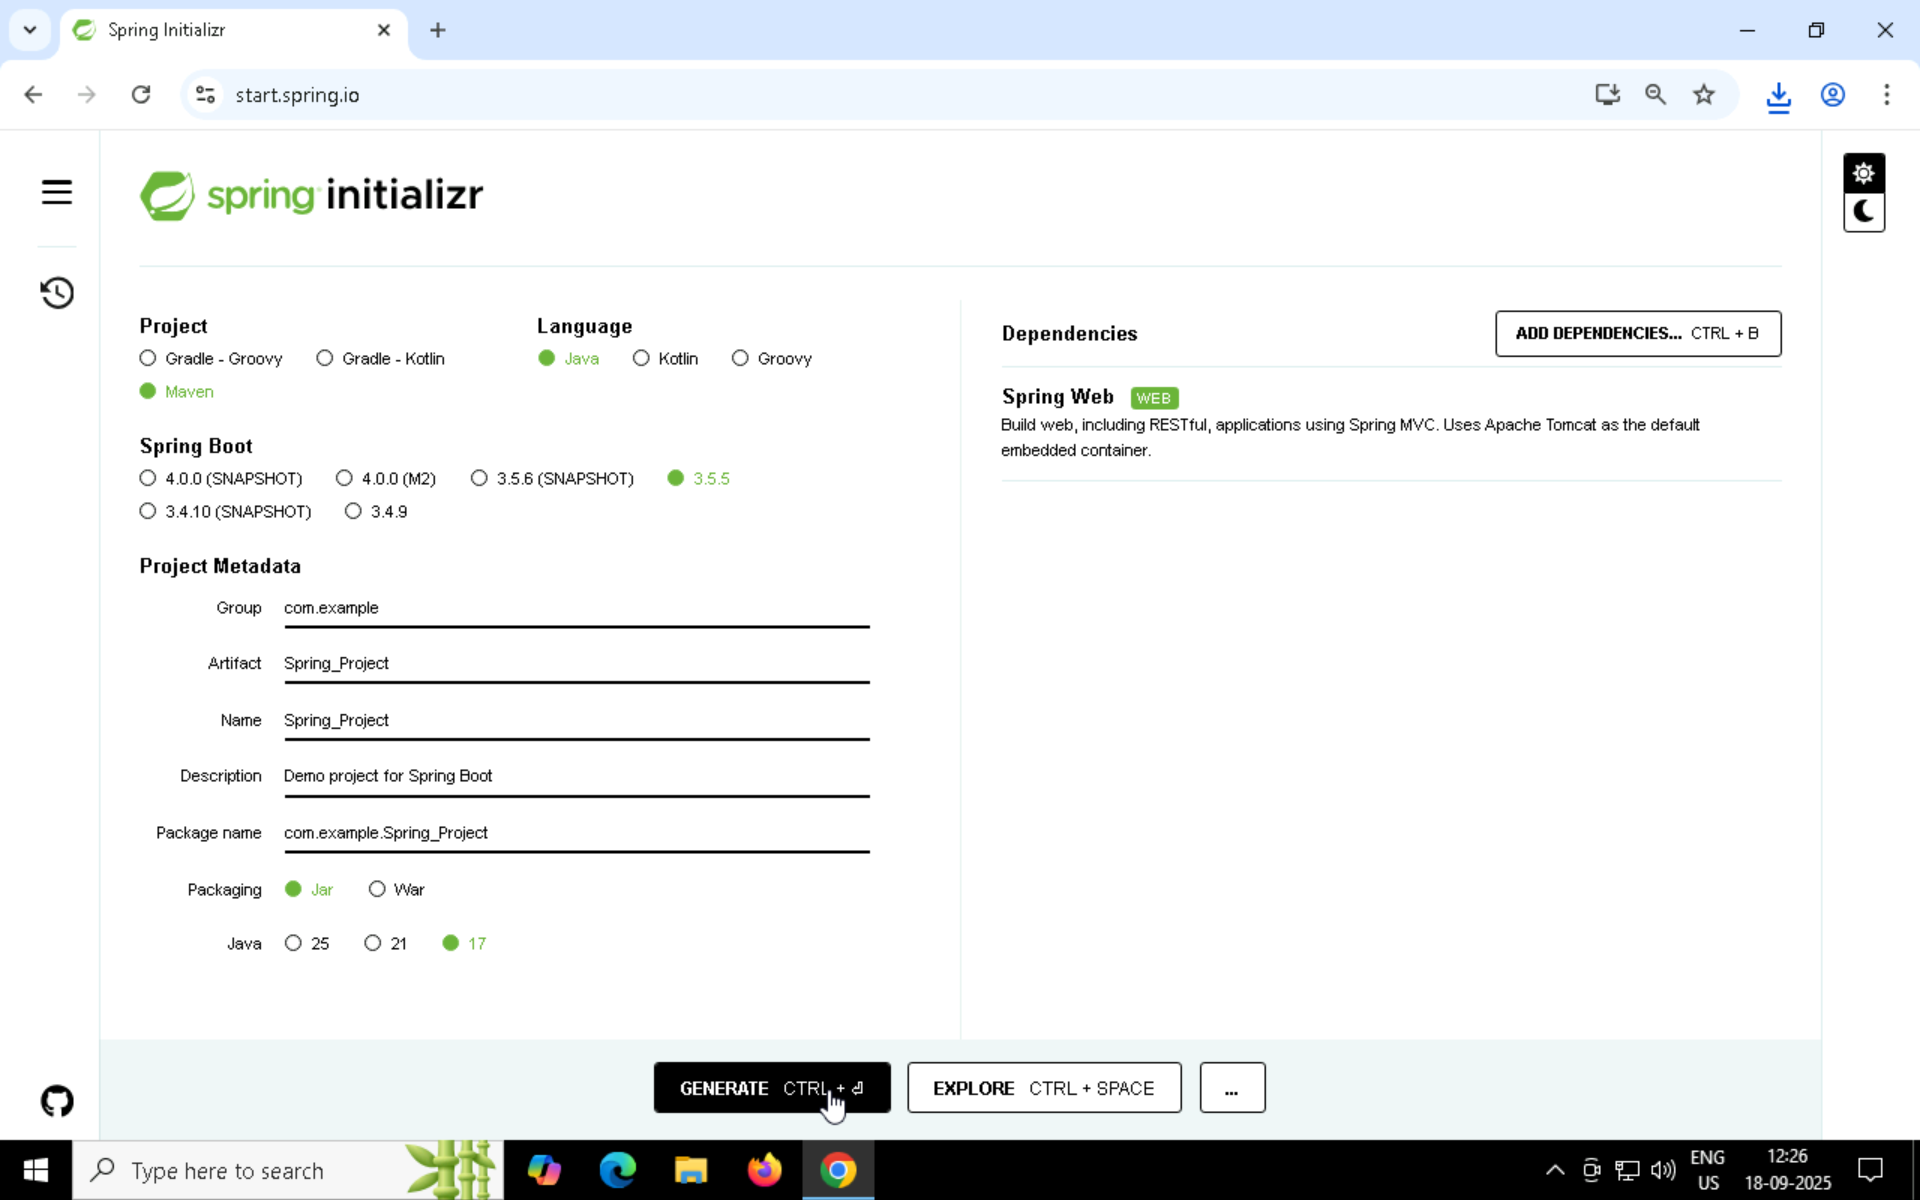 Spring Initializr
start.spring.io
spring initializr
Project
Gradle - Groovy Gradle - Kotlin
Maven
Language
Java Kotlin Groovy
Spring Boot
4.0.0 (SNAPSHOT) 4.0.0 (M2) 3.5.6 (SNAPSHOT) 3.5.5
3.4.10 (SNAPSHOT) 3.4.9
Project Metadata
Group com.example
Artifact Spring_Project
Name Spring_Project
Description Demo project for Spring Boot
Package name com.example.Spring_Project
Packaging Jar War
Java 25 21 17
Dependencies
ADD DEPENDENCIES... CTRL + B
Spring Web WEB
Build web, including RESTful, applications using Spring MVC. Uses Apache Tomcat as the default
embedded container.
GENERATE CTRL + ⏎
EXPLORE CTRL + SPACE
...
Type here to search
ENG
US
12:26
18-09-2025